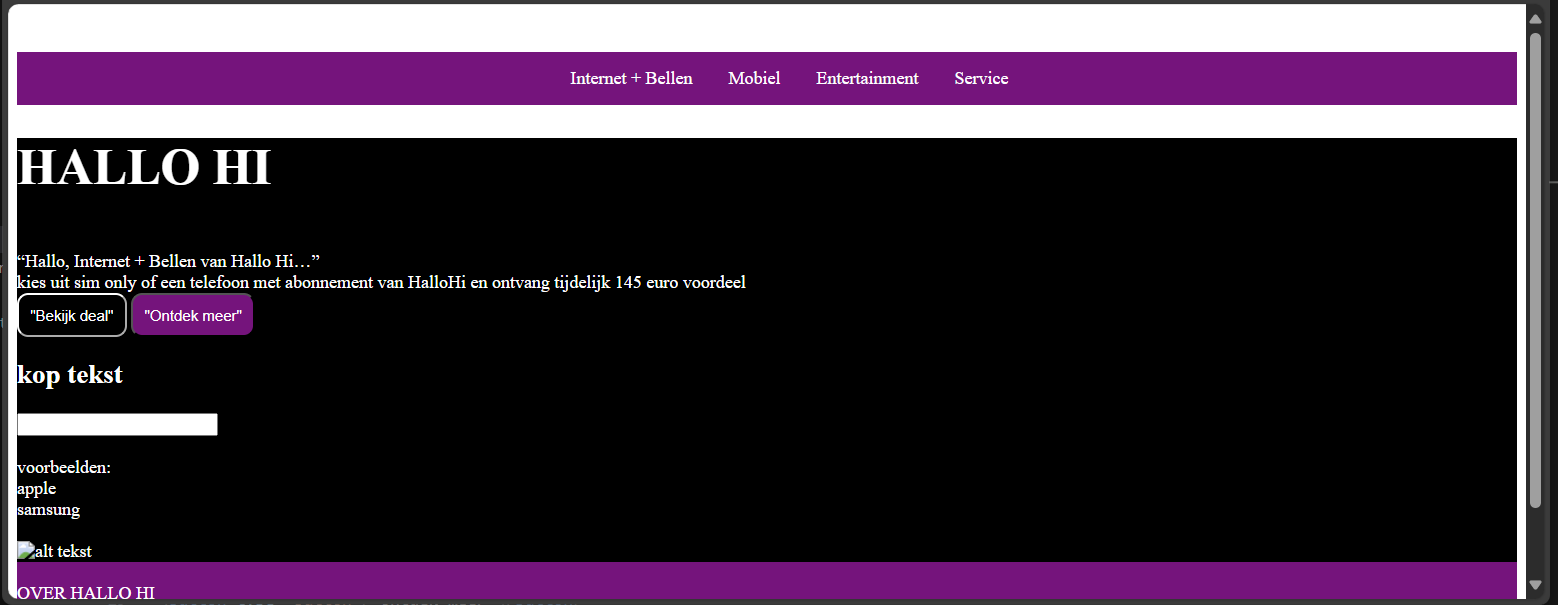 Internet + Bellen Mobiel Entertainment Service
HALLO HI
“Hallo, Internet + Bellen van Hallo Hi…”
kies uit sim only of een telefoon met abonnement van HalloHi en ontvang tijdelijk 145 euro voordeel
"Bekijk deal" "Ontdek meer"
kop tekst
voorbeelden:
apple
samsung
alt tekst
OVER HALLO HI